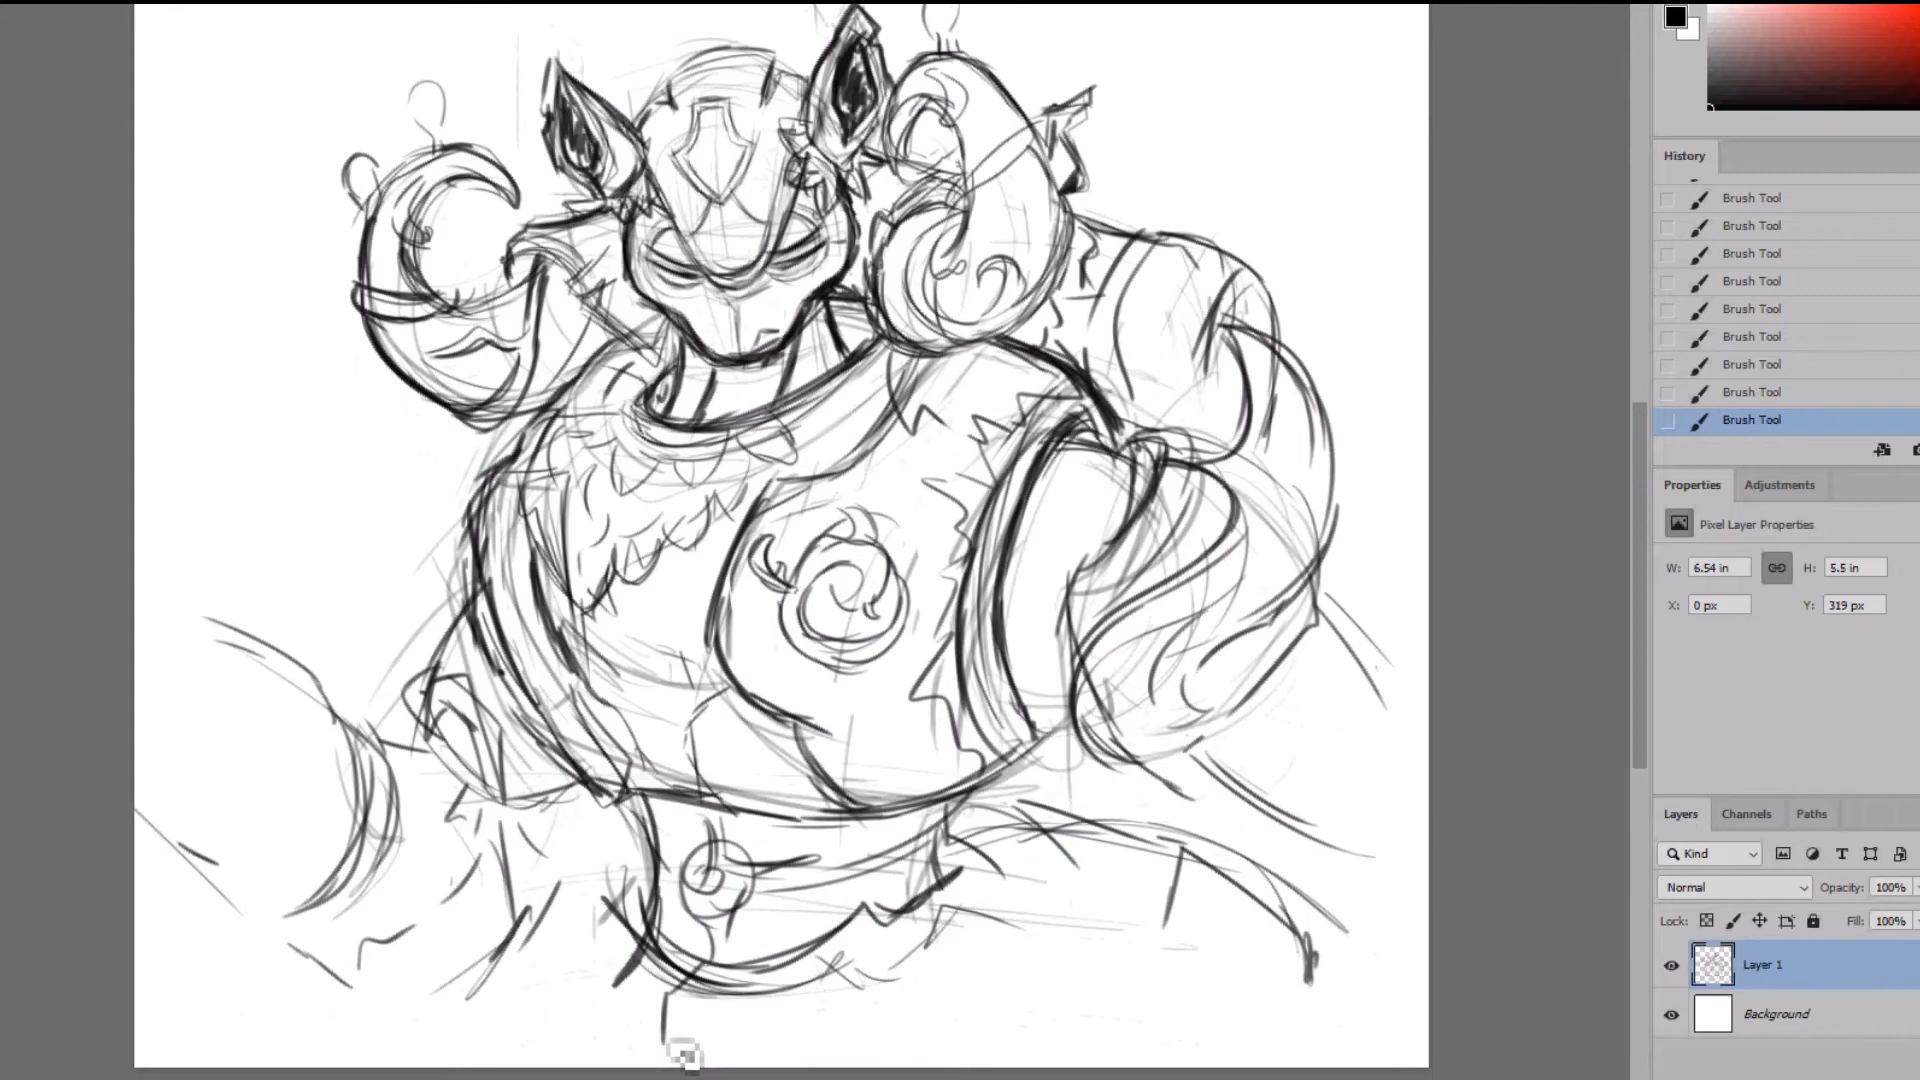 History
Brush Tool
Brush Tool
Brush Tool
Brush Tool
Brush Tool
Brush Tool
Brush Tool
Brush Tool
Brush Tool
Properties Adjustments
Pixel Layer Properties
W: 6.54 in H: 5.5 in
X: 0 px Y: 319 px
Layers Channels Paths
Kind
Normal Opacity: 100%
Lock: Fill: 100%
Layer 1
Background